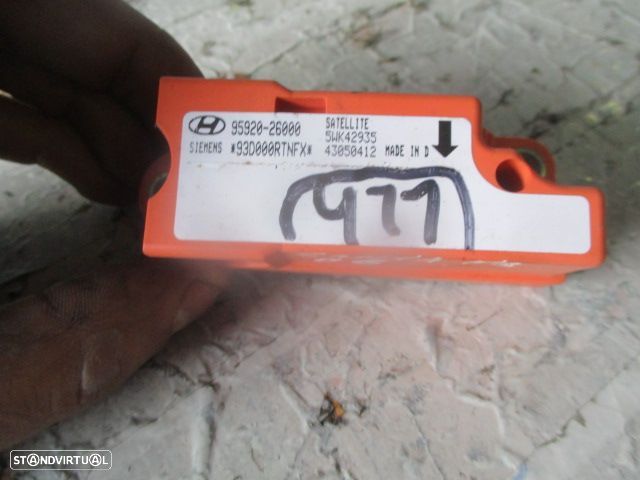 95920-26000 SATELLITE
5WK42935
SIEMENS *93D000RTNFX* 43050412 MADE IN D
477
STANDVIRTUAL